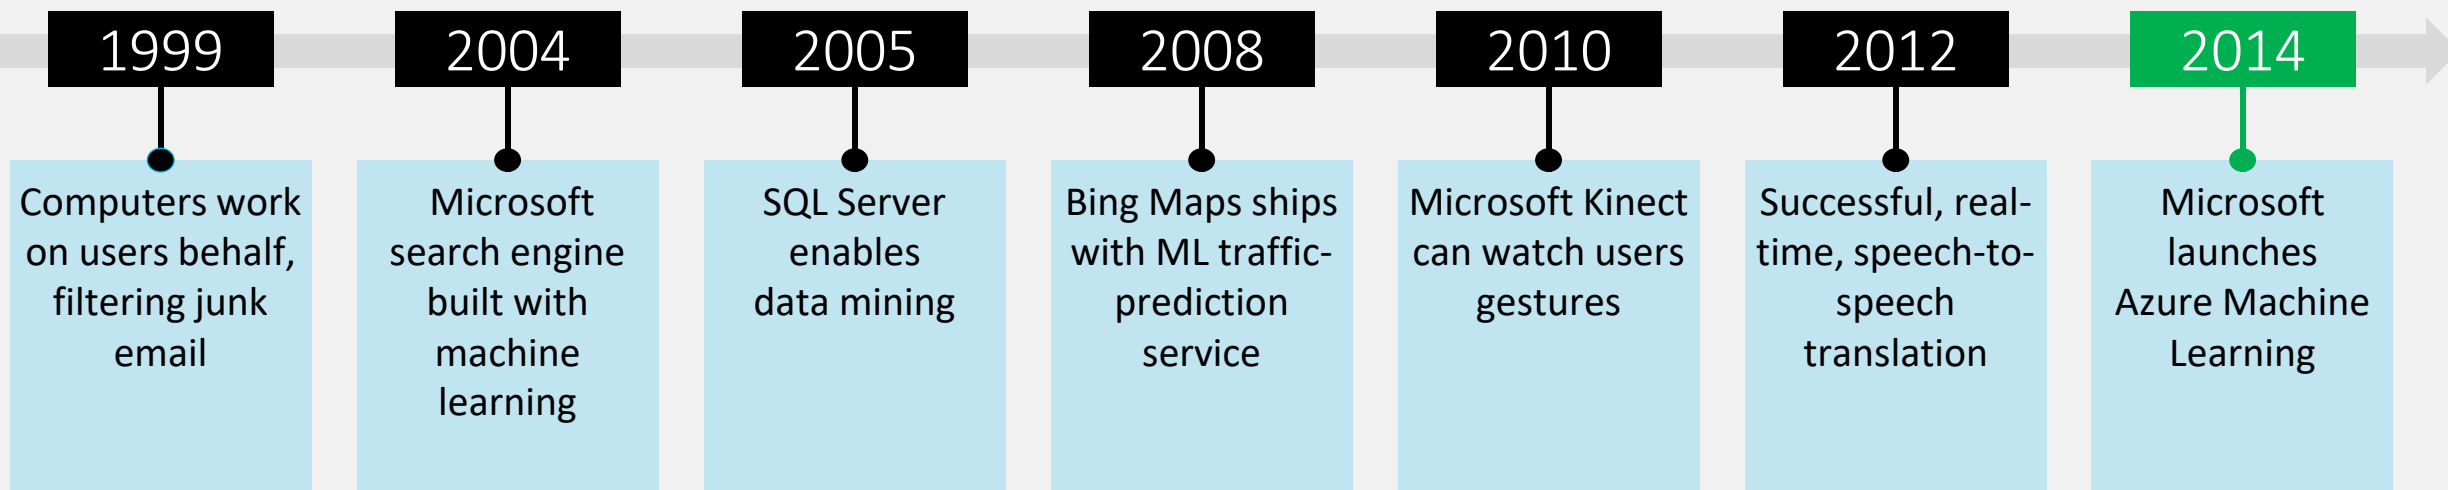 1999
Computers work
on users behalf,
filtering junk
email
2004
Microsoft
search engine
built with
machine
learning
2005
SQL Server
enables
data mining
2008
Bing Maps ships
with ML traffic-
prediction
service
2010
Microsoft Kinect
can watch users
gestures
2012
Successful, real-
time, speech-to-
speech
translation
2014
Microsoft
launches
Azure Machine
Learning